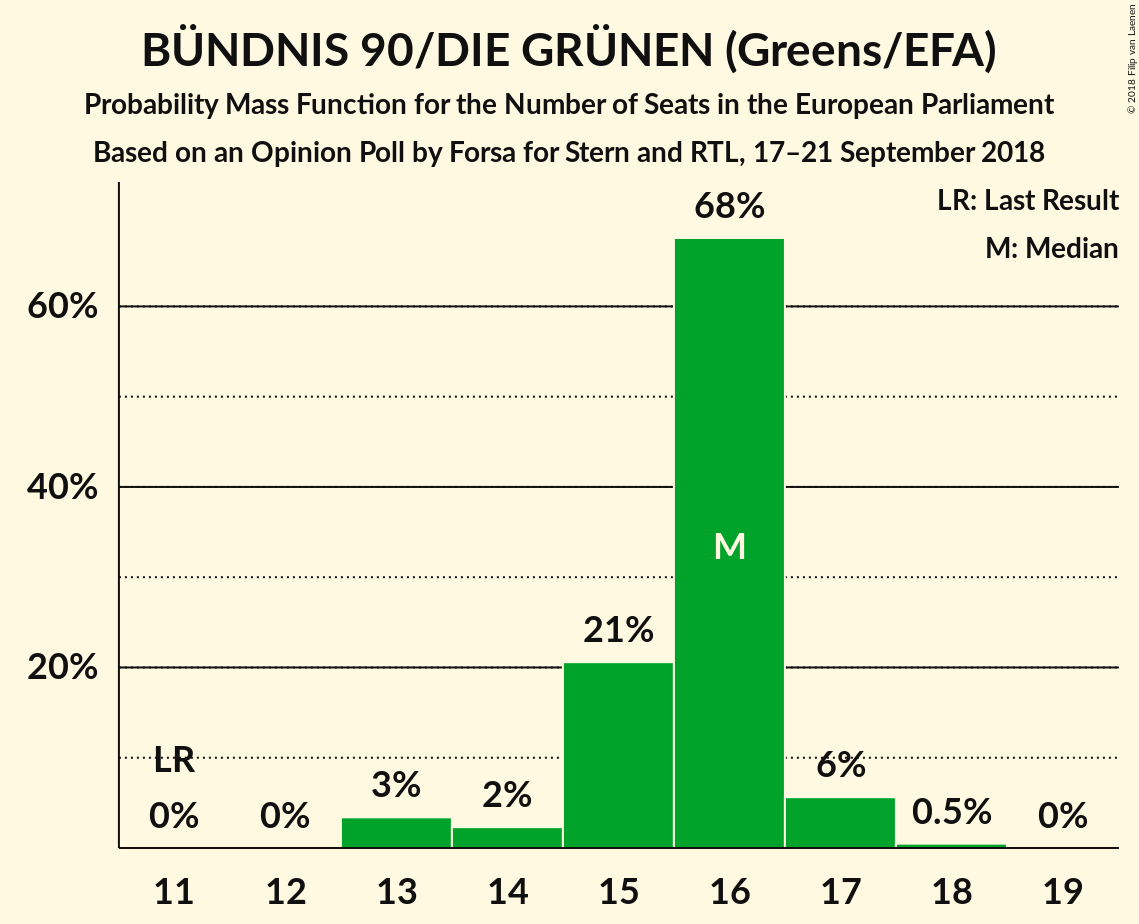 BÜNDNIS 90/DIE GRÜNEN (Greens/EFA)
Probability Mass Function for the Number of Seats in the European Parliament
Based on an Opinion Poll by Forsa for Stern and RTL, 17–21 September 2018
© 2018 Filip van Laenen
LR: Last Result
M: Median
68%
60%
40%
M
21%
20%
LR
6%
3%
2%
0%
0%
0.5%
0%
11 12 13 14 15 16 17 18 19